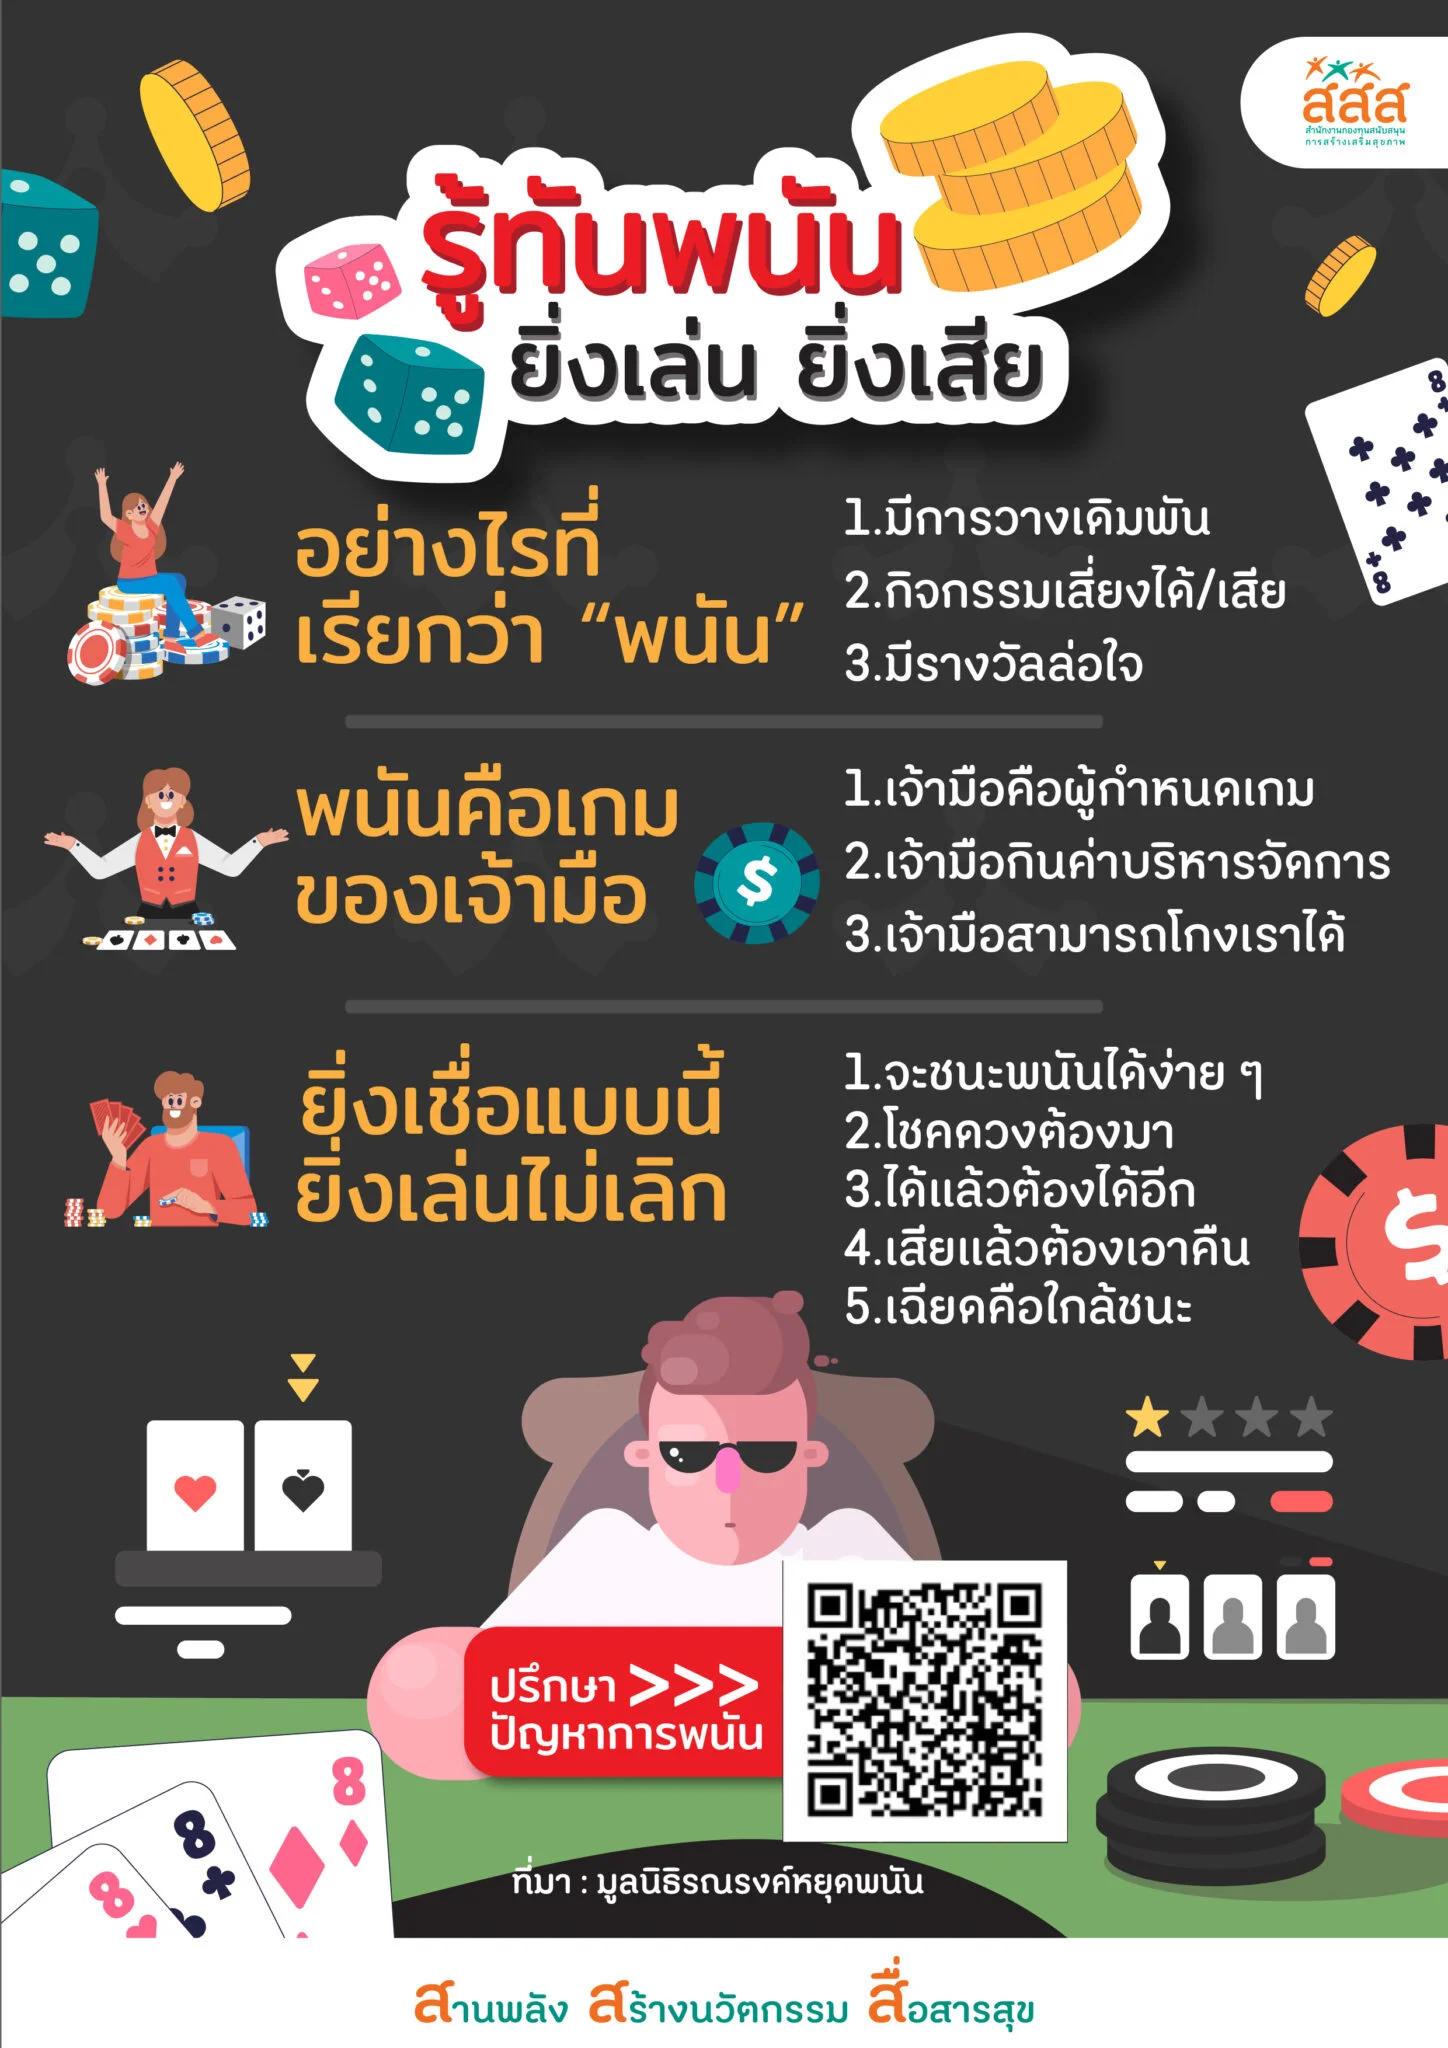 สสส
สำนักงานกองทุนสนับสนุน
การสร้างเสริมสุขภาพ
รู้ทันพนัน
ยิ่งเล่น ยิ่งเสีย
อย่างไรที่
เรียกว่า “พนัน”
1.มีการวางเดิมพัน
2.กิจกรรมเสี่ยงได้/เสีย
3.มีรางวัลล่อใจ
พนันคือเกม
ของเจ้ามือ
$
1.เจ้ามือคือผู้กำหนดเกม
2.เจ้ามือกินค่าบริหารจัดการ
3.เจ้ามือสามารถโกงเราได้
ยิ่งเชื่อแบบนี้
ยิ่งเล่นไม่เลิก
1.จะชนะพนันได้ง่าย ๆ
2.โชคดวงต้องมา
3.ได้แล้วต้องได้อีก
4.เสียแล้วต้องเอาคืน
5.เฉียดคือใกล้ชนะ
$
8
8
ปรึกษา >>>
ปัญหาการพนัน
8
8
8
ที่มา : มูลนิธิรณรงค์หยุดพนัน
สานพลัง สร้างนวัตกรรม สื่อสารสุข